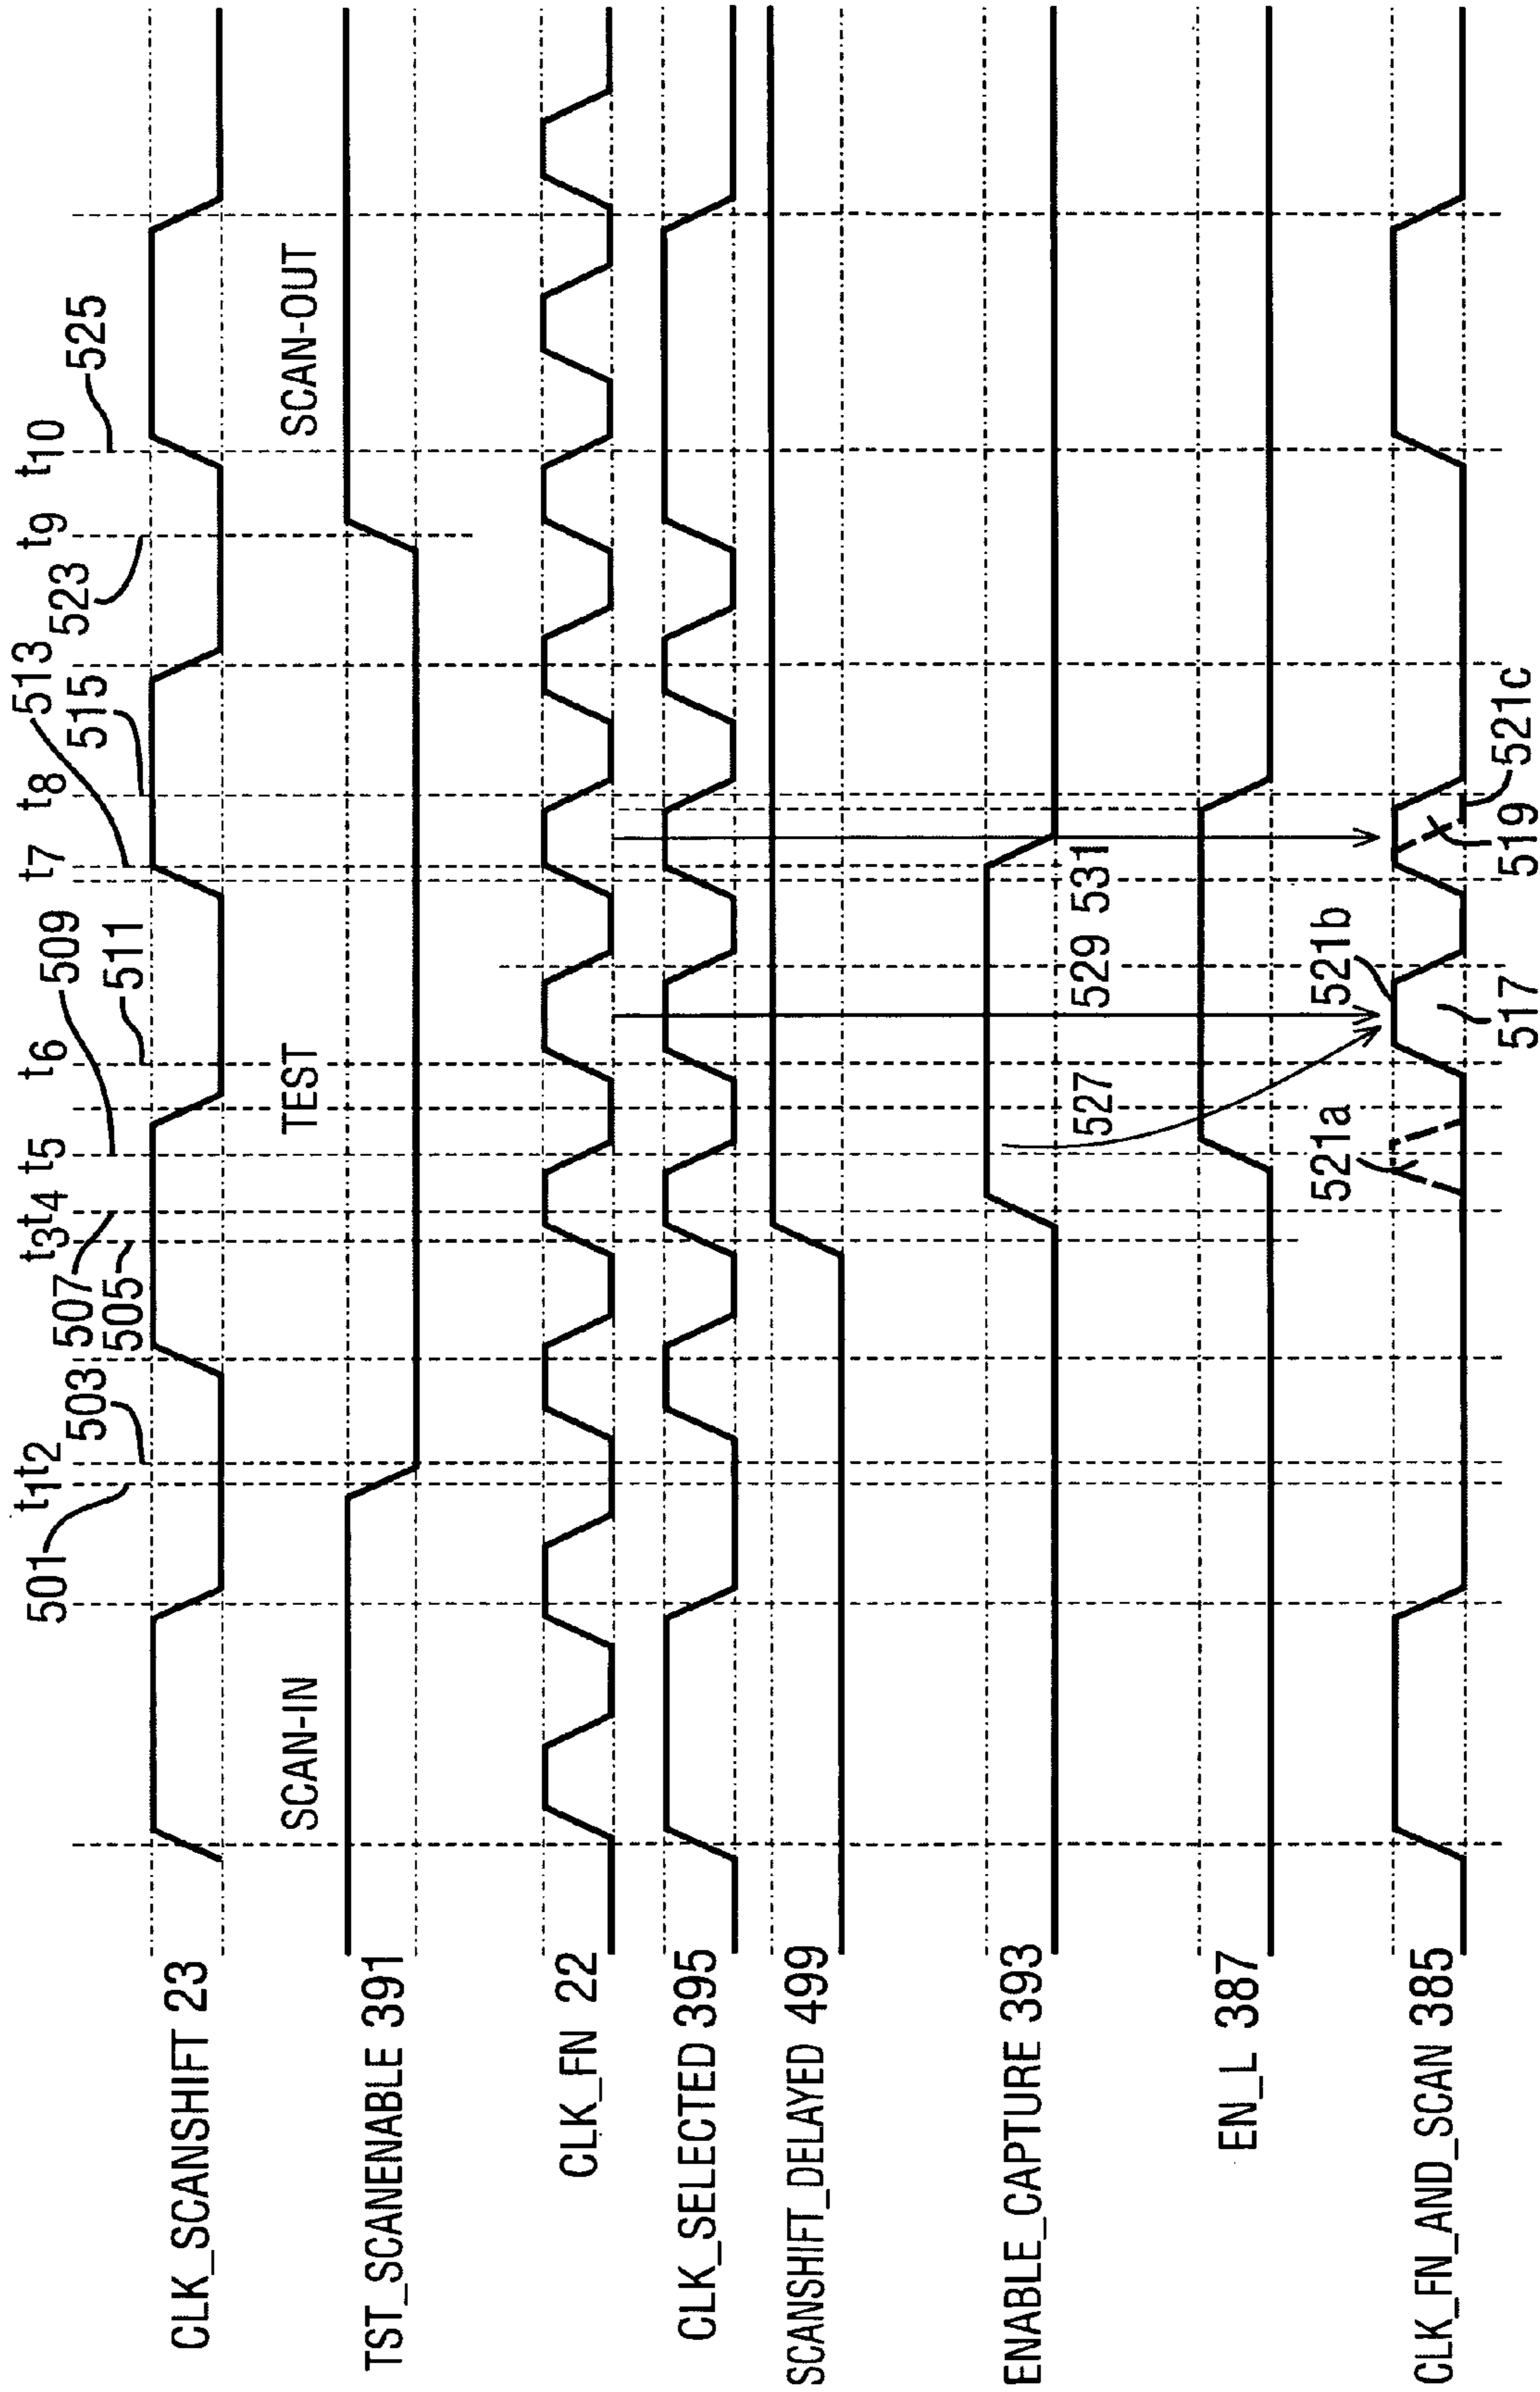 501
t1
t2
503
507
505
t3
t4
t5
509
t6
511
t7
t8
513
515
523
t9
t10
525
CLK_SCANSHIFT 23
SCAN-IN
TEST
SCAN-OUT
TST_SCANENABLE 391
CLK_FN 22
CLK_SELECTED 395
SCANSHIFT_DELAYED 499
ENABLE_CAPTURE 393
527
529
531
EN_L 387
521a
521b
521c
CLK_FN_AND_SCAN 385
517
519